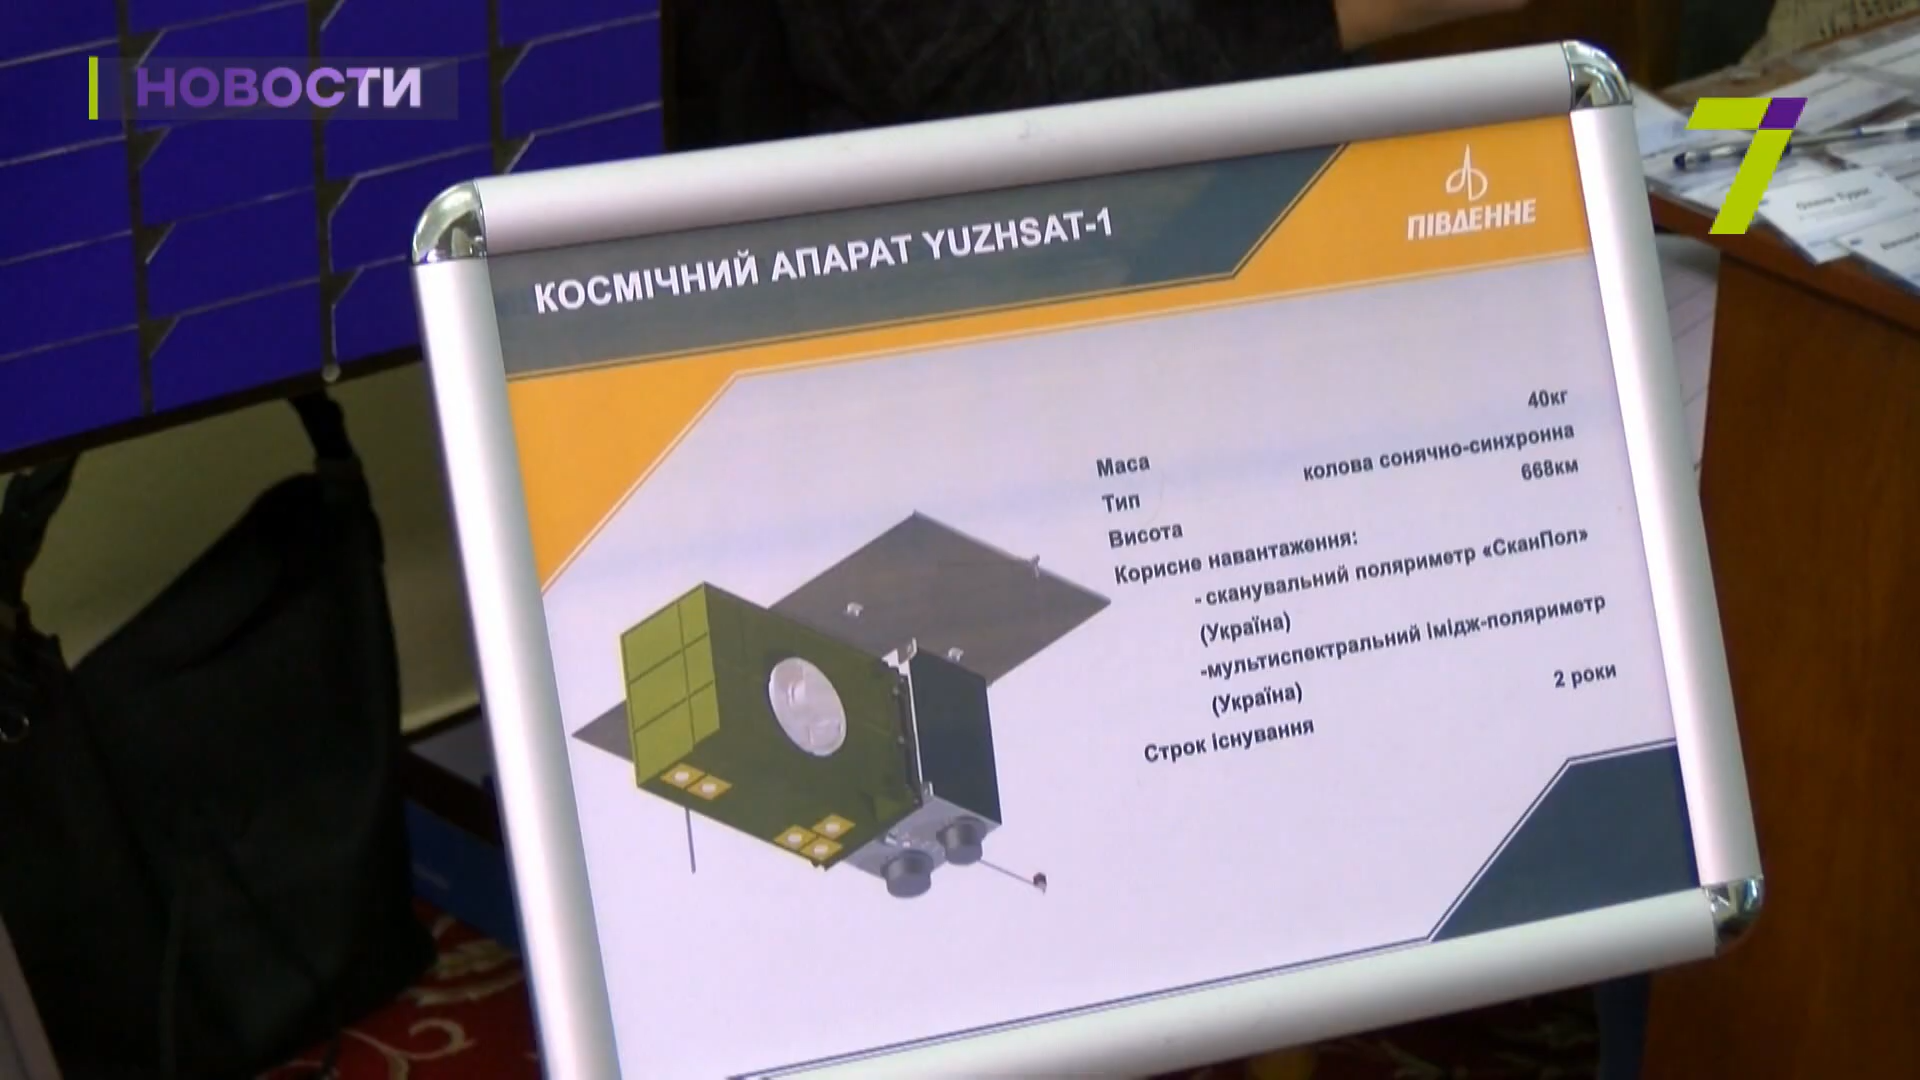 НОВОСТИ
7
КОСМІЧНИЙ АПАРАТ YUZHSAT-1
ПІВДЕННЕ
Маса 40кг
Тип колова сонячно-синхронна
Висота 668км
Корисне навантаження:
- сканувальний поляриметр «СканПол»
(Україна)
-мультиспектральний імідж-поляриметр
(Україна)
Строк існування 2 роки